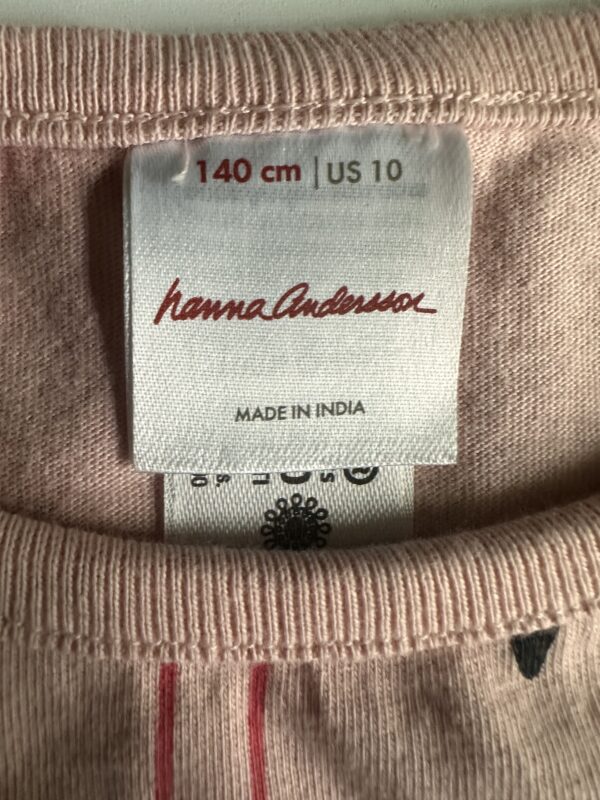 140 cm | US 10
hanna Andersson
MADE IN INDIA